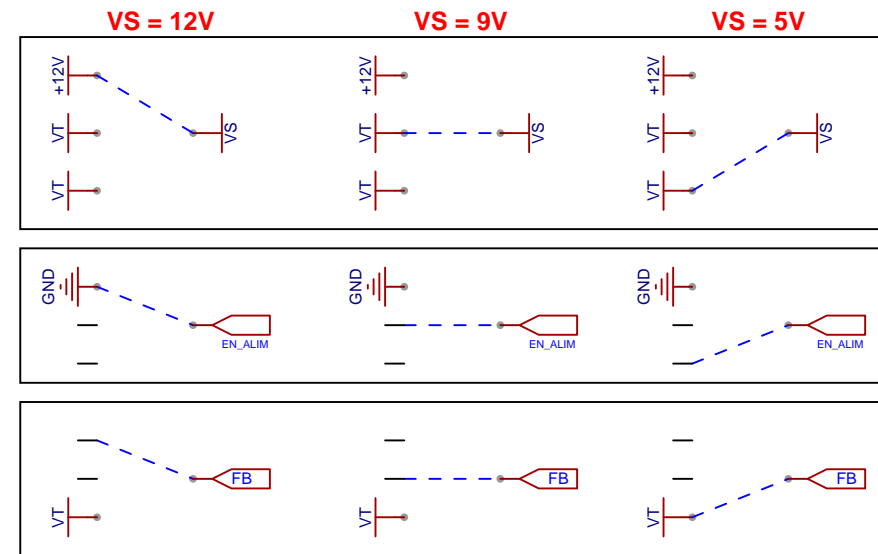 VS = 12V VS = 9V VS = 5V
+12V +12V +12V
VT VS VT VS VT VS
VT VT VT
GND GND GND
EN_ALIM EN_ALIM EN_ALIM
FB FB FB
VT VT VT